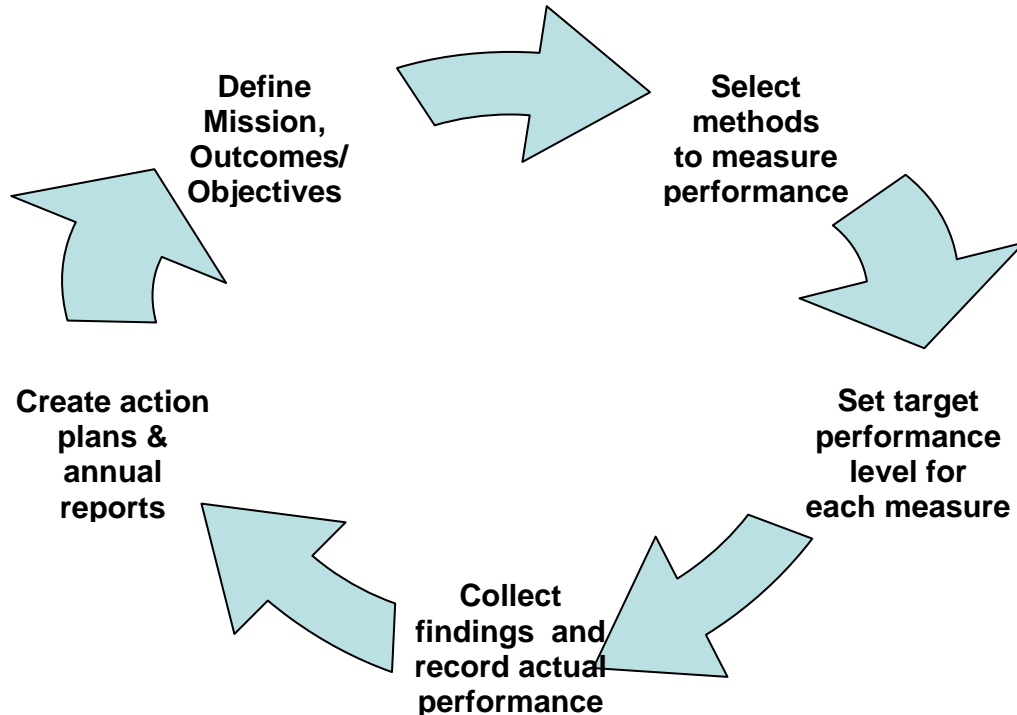 Define
Mission,
Outcomes/
Objectives
Select
methods
to measure
performance
Set target
performance
level for
each measure
Collect
findings and
record actual
performance
Create action
plans &
annual
reports